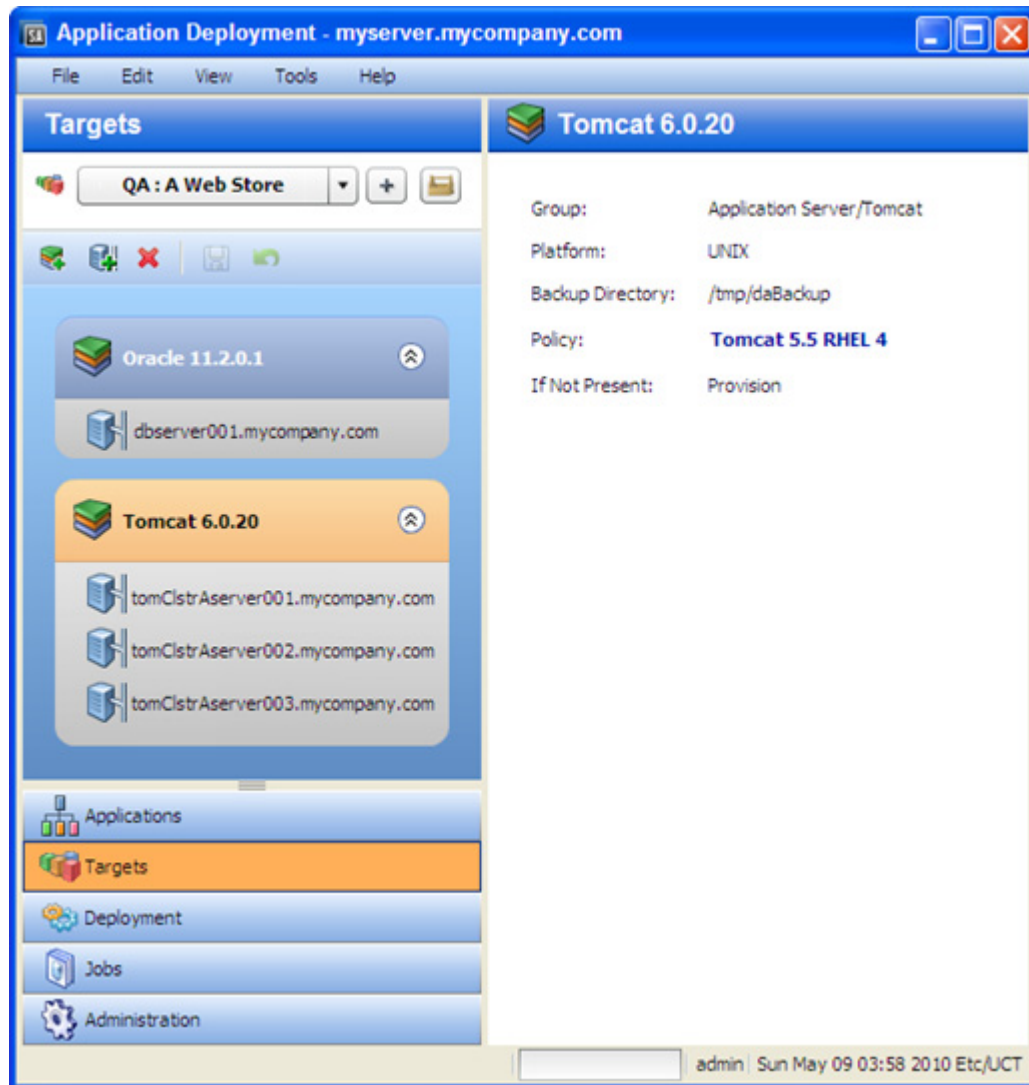 SA Application Deployment - myserver.mycompany.com
File Edit View Tools Help
Targets
QA : A Web Store
Oracle 11.2.0.1
dbserver001.mycompany.com
Tomcat 6.0.20
tomClstrAserver001.mycompany.com
tomClstrAserver002.mycompany.com
tomClstrAserver003.mycompany.com
Applications
Targets
Deployment
Jobs
Administration
Tomcat 6.0.20
Group: Application Server/Tomcat
Platform: UNIX
Backup Directory: /tmp/daBackup
Policy: Tomcat 5.5 RHEL 4
If Not Present: Provision
admin Sun May 09 03:58 2010 Etc/UCT